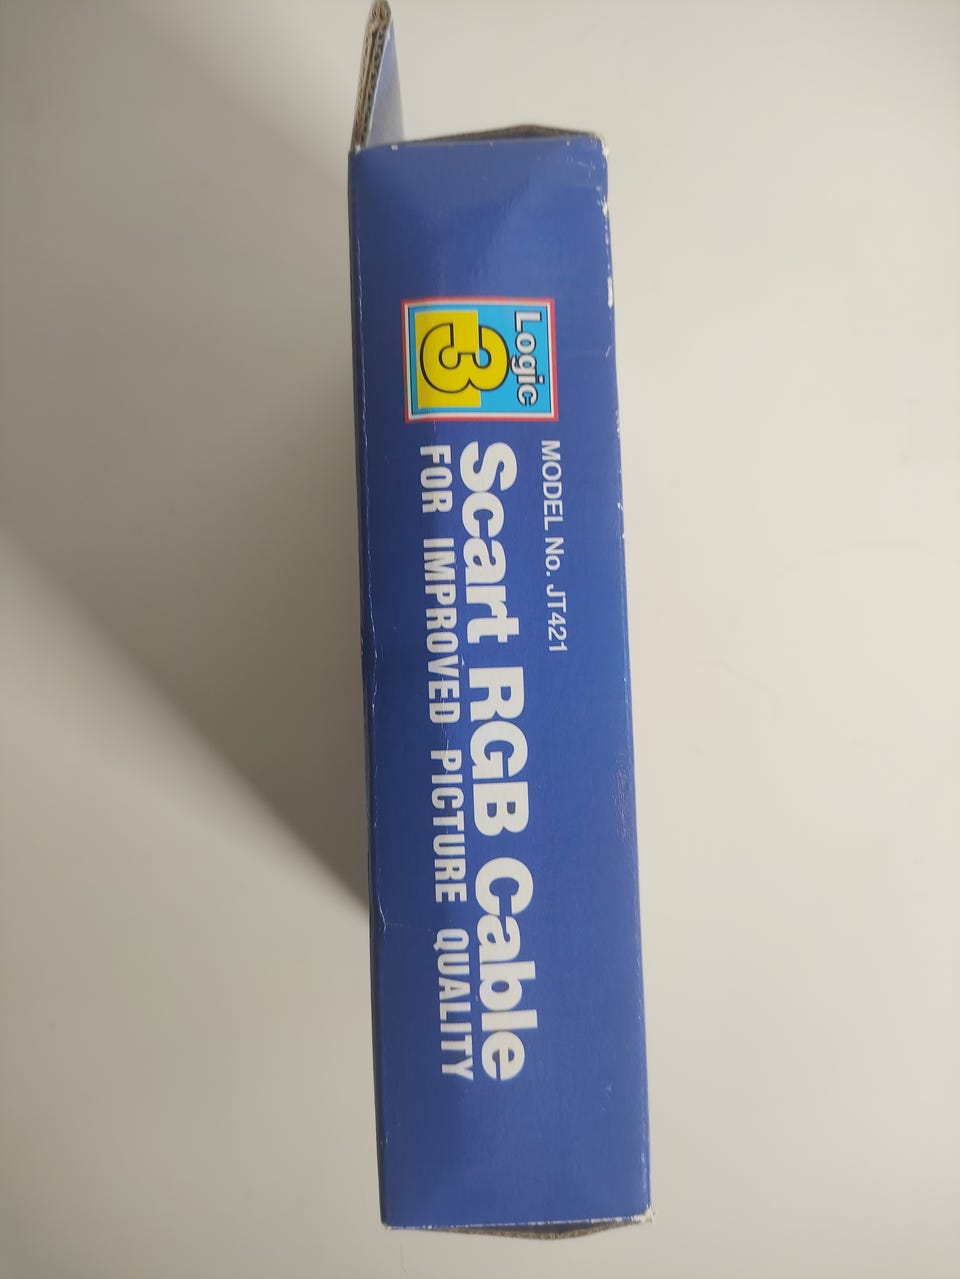 Logic
3
MODEL No. JT421
Scart RGB Cable
FOR IMPROVED PICTURE QUALITY